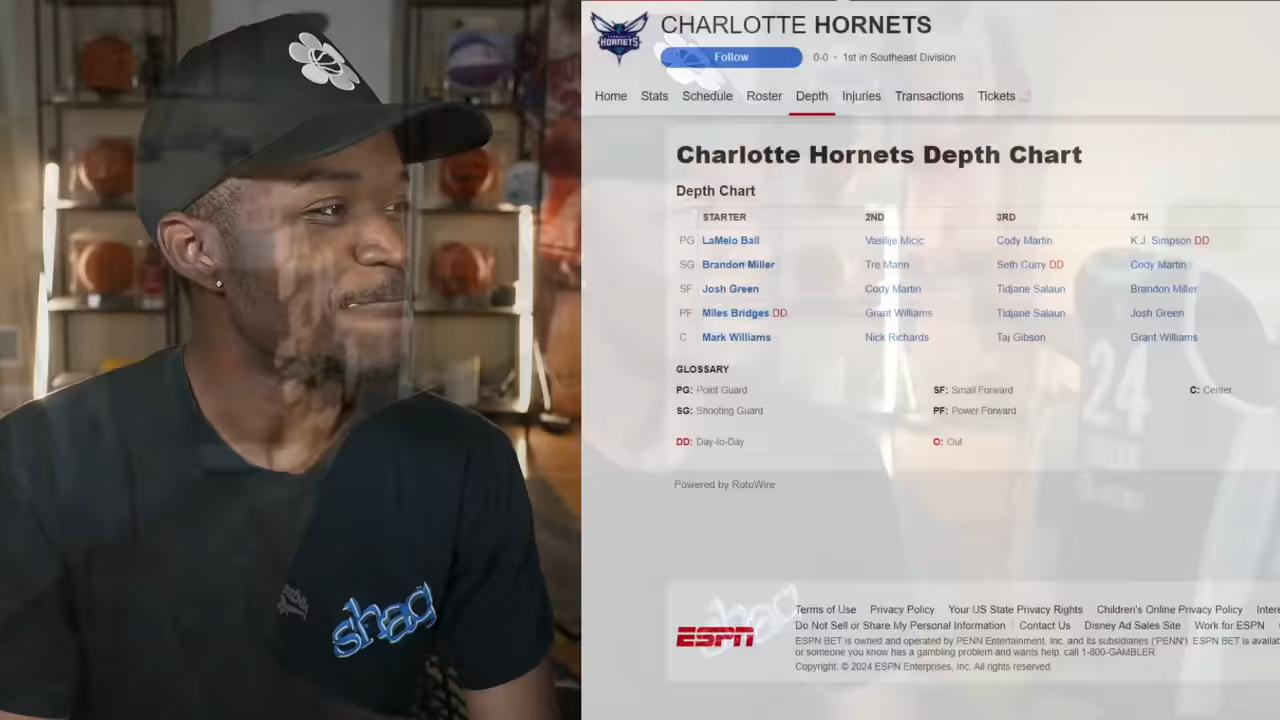 CHARLOTTE HORNETS
HORNETS
Follow 0-0 · 1st in Southeast Division
Home Stats Schedule Roster Depth Injuries Transactions Tickets
Charlotte Hornets Depth Chart
Depth Chart
STARTER 2ND 3RD 4TH
PG LaMelo Ball Vasilije Micic Cody Martin K.J. Simpson DD
SG Brandon Miller Tre Mann Seth Curry DD Cody Martin
SF Josh Green Cody Martin Tidjane Salaun Brandon Miller
PF Miles Bridges DD Grant Williams Tidjane Salaun Josh Green
C Mark Williams Nick Richards Taj Gibson Grant Williams
GLOSSARY
PG: Point Guard SF: Small Forward C: Center
SG: Shooting Guard PF: Power Forward
DD: Day-to-Day O: Out
Powered by RotoWire
24
shag
shag
ESPN
Terms of Use Privacy Policy Your US State Privacy Rights Children's Online Privacy Policy
Do Not Sell or Share My Personal Information Contact Us Disney Ad Sales Site Work for ESPN
ESPN BET is owned and operated by PENN Entertainment, Inc. and its subsidiaries ('PENN'). ESPN BET is
or someone you know has a gambling problem and wants help, call 1-800-GAMBLER.
Copyright: © 2024 ESPN Enterprises, Inc. All rights reserved.